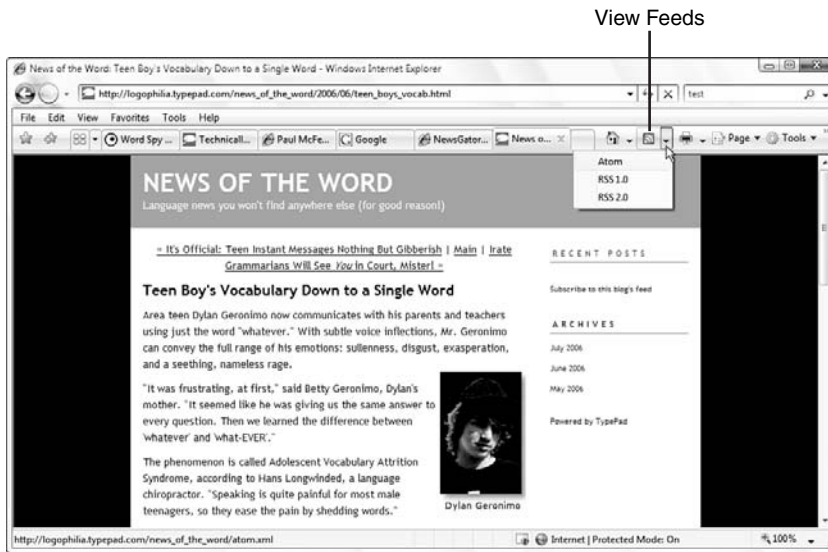 View Feeds
News of the Word: Teen Boy's Vocabulary Down to a Single Word - Windows Internet Explorer
http://logophilia.typepad.com/news_of_the_word/2006/06/teen_boys_vocab.html
test
File Edit View Favorites Tools Help
Word Spy ... Technicall... Paul McFe... Google NewsGator... News o... Page Tools
Atom
RSS 1.0
RSS 2.0
NEWS OF THE WORD
Language news you won't find anywhere else (for good reason!)
« It's Official: Teen Instant Messages Nothing But Gibberish | Main | Irate
Grammarians Will See You in Court, Mister! »
Teen Boy's Vocabulary Down to a Single Word
Area teen Dylan Geronimo now communicates with his parents and teachers
using just the word "whatever." With subtle voice inflections, Mr. Geronimo
can convey the full range of his emotions: sullenness, disgust, exasperation,
and a seething, nameless rage.
"It was frustrating, at first," said Betty Geronimo, Dylan's
mother. "It seemed like he was giving us the same answer to
every question. Then we learned the difference between
'whatever' and 'what-EVER'."
The phenomenon is called Adolescent Vocabulary Attrition
Syndrome, according to Hans Longwinded, a language
chiropractor. "Speaking is quite painful for most male
teenagers, so they ease the pain by shedding words."
Dylan Geronimo
RECENT POSTS
Subscribe to this blog's feed
ARCHIVES
July 2006
June 2006
May 2006
Powered by TypePad
http://logophilia.typepad.com/news_of_the_word/atom.xml
Internet | Protected Mode: On
100%